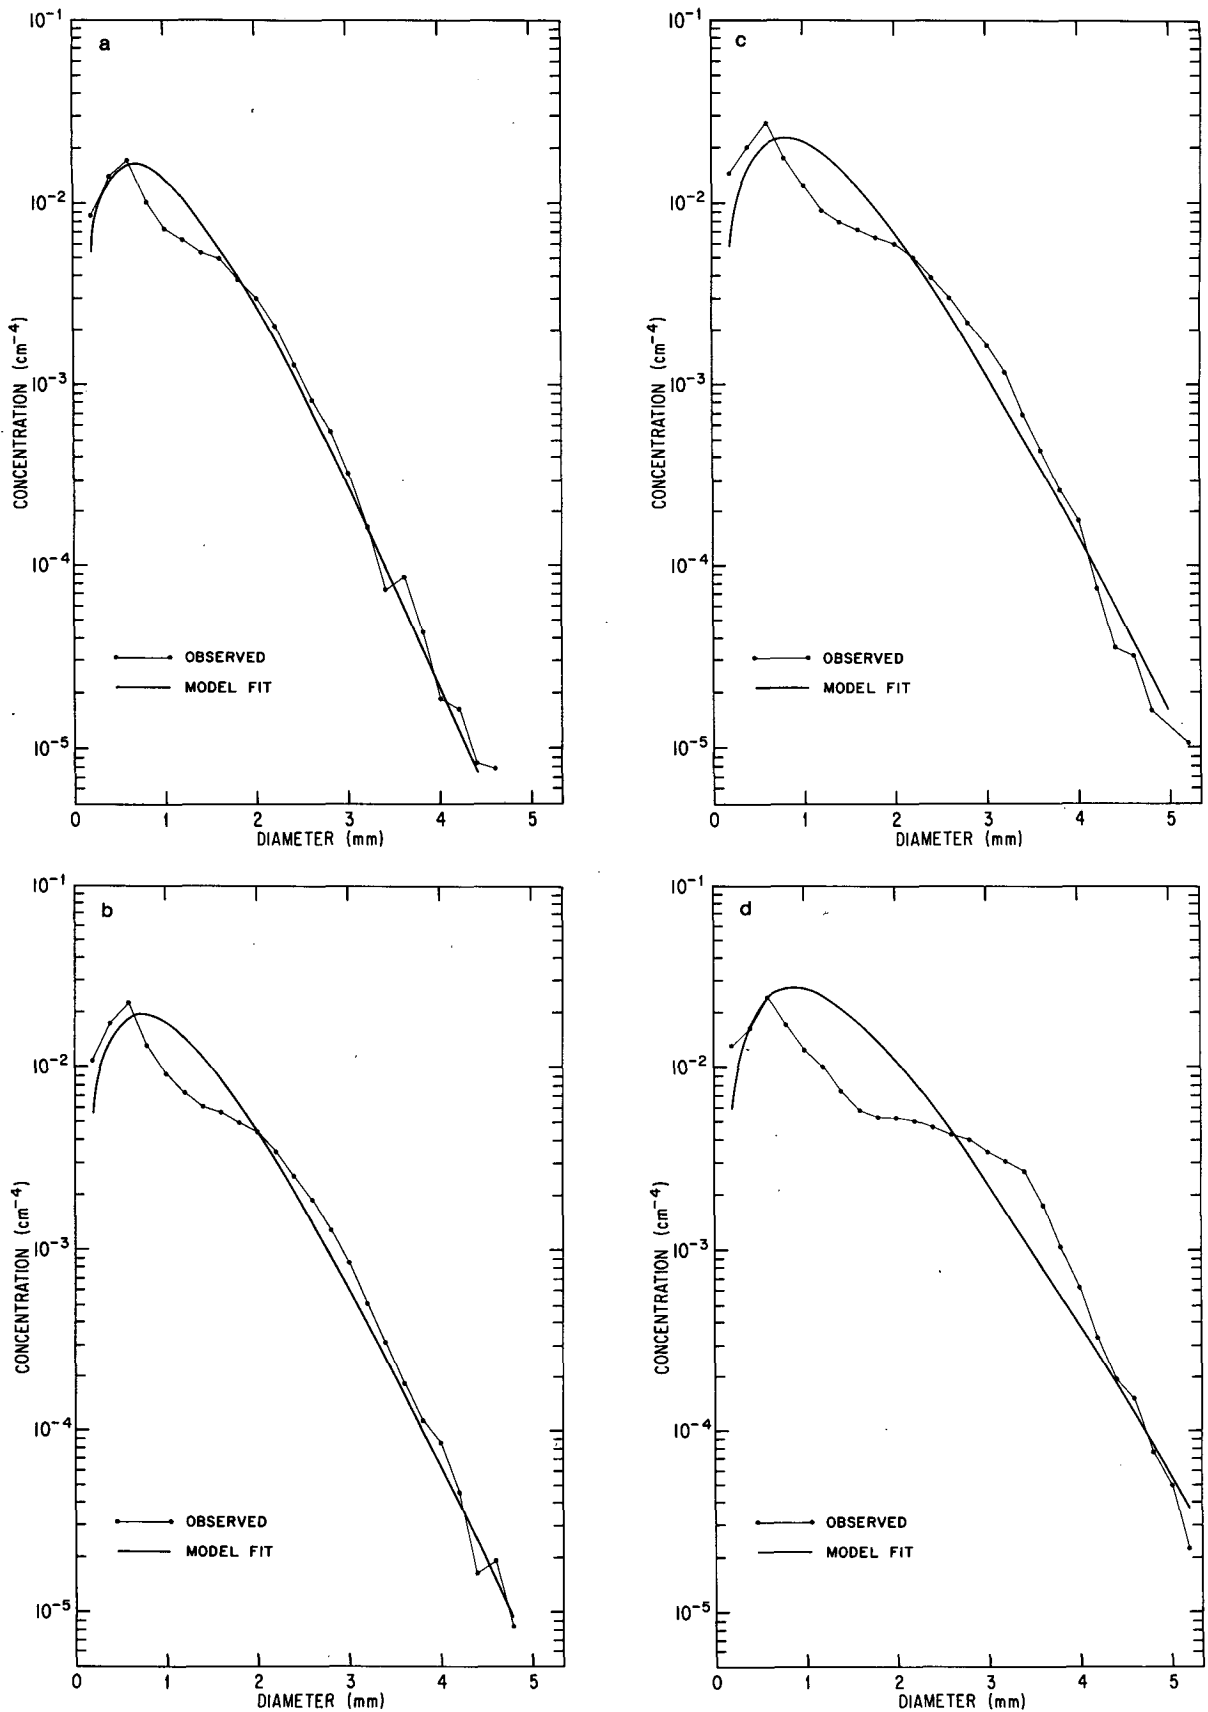 a
10⁻¹
10⁻²
10⁻³
10⁻⁴
10⁻⁵
CONCENTRATION (cm⁻⁴)
OBSERVED
MODEL FIT
0 1 2 3 4 5
DIAMETER (mm)
c
10⁻¹
10⁻²
10⁻³
10⁻⁴
10⁻⁵
CONCENTRATION (cm⁻⁴)
OBSERVED
MODEL FIT
0 1 2 3 4 5
DIAMETER (mm)
b
10⁻¹
10⁻²
10⁻³
10⁻⁴
10⁻⁵
CONCENTRATION (cm⁻⁴)
OBSERVED
MODEL FIT
0 1 2 3 4 5
DIAMETER (mm)
d
10⁻¹
10⁻²
10⁻³
10⁻⁴
10⁻⁵
CONCENTRATION (cm⁻⁴)
OBSERVED
MODEL FIT
0 1 2 3 4 5
DIAMETER (mm)